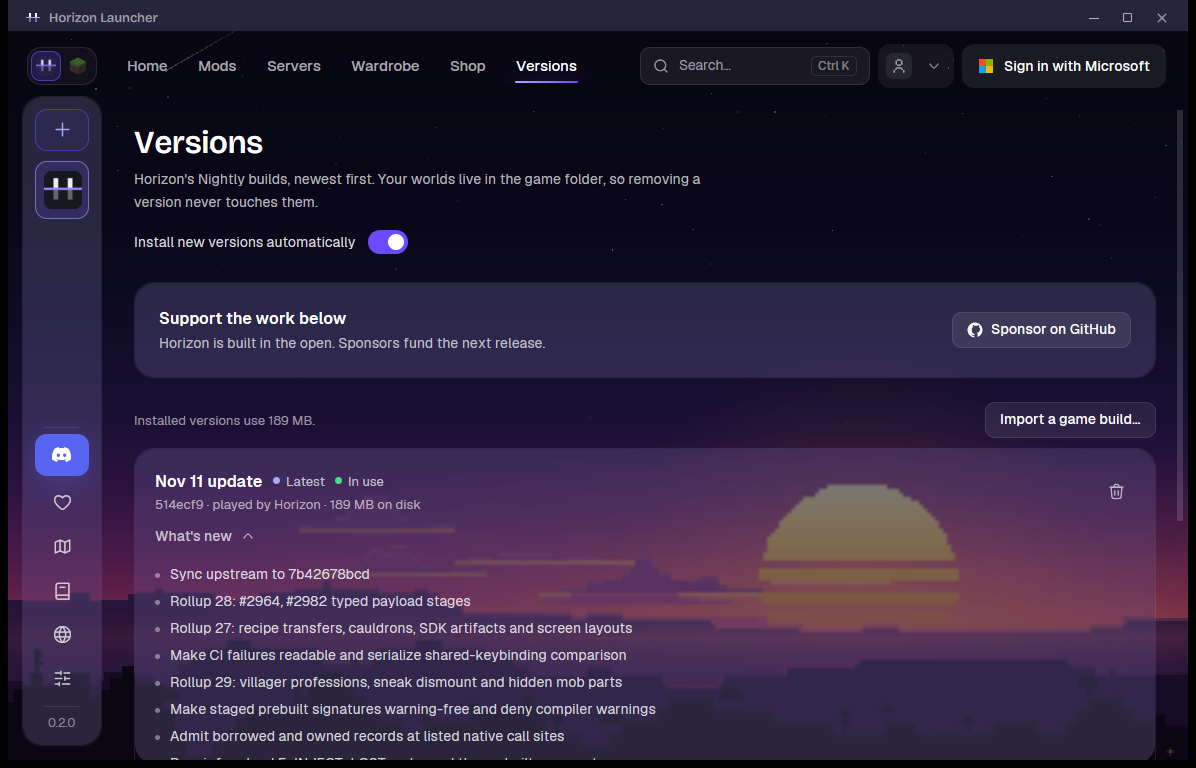 Horizon Launcher
Home Mods Servers Wardrobe Shop Versions Search... Ctrl K Sign in with Microsoft
Versions
Horizon's Nightly builds, newest first. Your worlds live in the game folder, so removing a
version never touches them.
Install new versions automatically
Support the work below
Horizon is built in the open. Sponsors fund the next release.
Sponsor on GitHub
Installed versions use 189 MB.
Import a game build...
Nov 11 update Latest In use
514ecf9 · played by Horizon · 189 MB on disk
What's new
Sync upstream to 7b42678bcd
Rollup 28: #2964, #2982 typed payload stages
Rollup 27: recipe transfers, cauldrons, SDK artifacts and screen layouts
Make CI failures readable and serialize shared-keybinding comparison
Rollup 29: villager professions, sneak dismount and hidden mob parts
Make staged prebuilt signatures warning-free and deny compiler warnings
Admit borrowed and owned records at listed native call sites
0.2.0